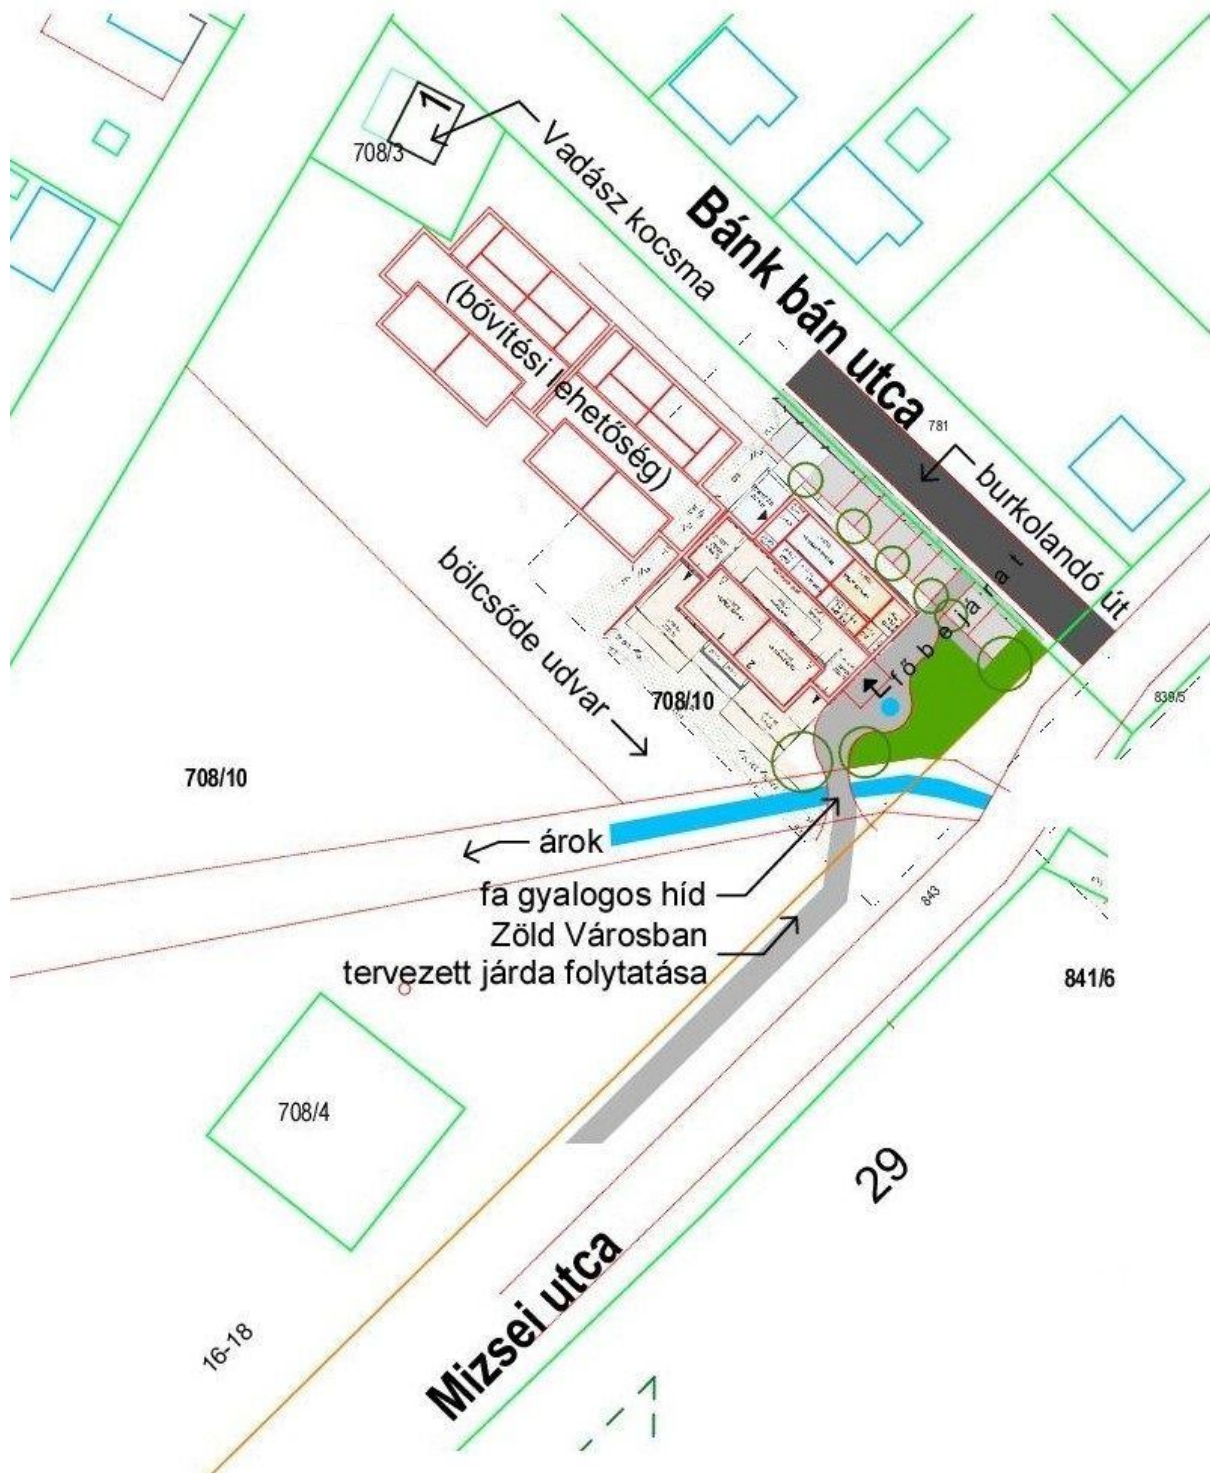 1
708/3
Vadász kocsma
Bánk bán utca
(bővítési lehetőség)
781
burkolandó út
főbejárat
bölcsőde udvar
708/10
839/5
708/10
árok
fa gyalogos híd
843
Zöld Városban
tervezett járda folytatása
841/6
708/4
29
Mizsei utca
16-18